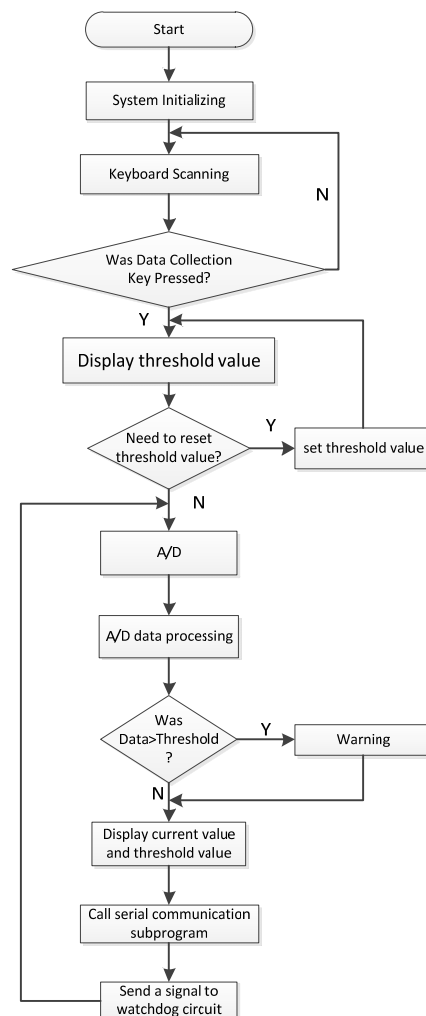 Start
System Initializing
Keyboard Scanning
N
Was Data Collection
Key Pressed?
Y
Display threshold value
Need to reset
threshold value?
Y
set threshold value
N
A/D
A/D data processing
Was
Data>Threshold
?
Y
Warning
N
Display current value
and threshold value
Call serial communication
subprogram
Send a signal to
watchdog circuit